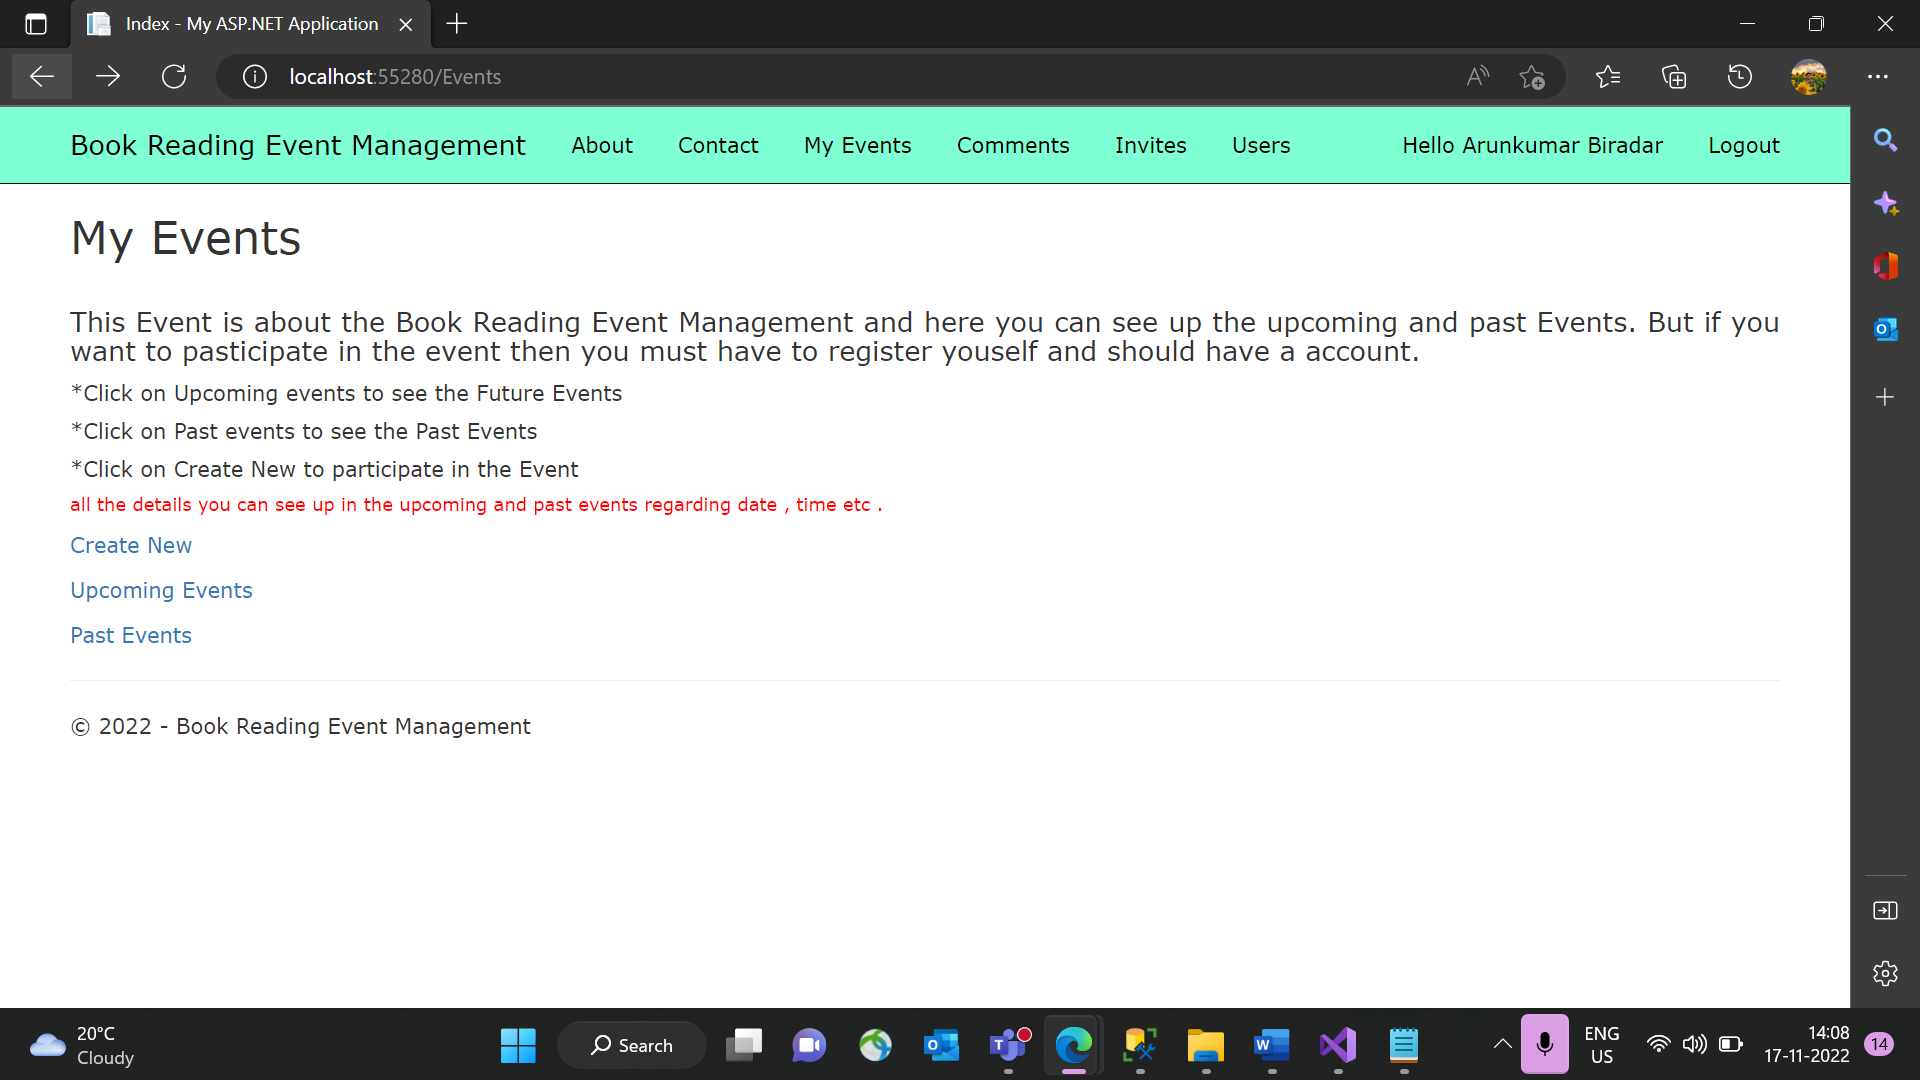 Index - My ASP.NET Application
localhost:55280/Events
Book Reading Event Management About Contact My Events Comments Invites Users Hello Arunkumar Biradar Logout
My Events
This Event is about the Book Reading Event Management and here you can see up the upcoming and past Events. But if you
want to pasticipate in the event then you must have to register youself and should have a account.
*Click on Upcoming events to see the Future Events
*Click on Past events to see the Past Events
*Click on Create New to participate in the Event
all the details you can see up in the upcoming and past events regarding date , time etc .
Create New
Upcoming Events
Past Events
© 2022 - Book Reading Event Management
20°C
Cloudy
Search
ENG
US
14:08
17-11-2022
14